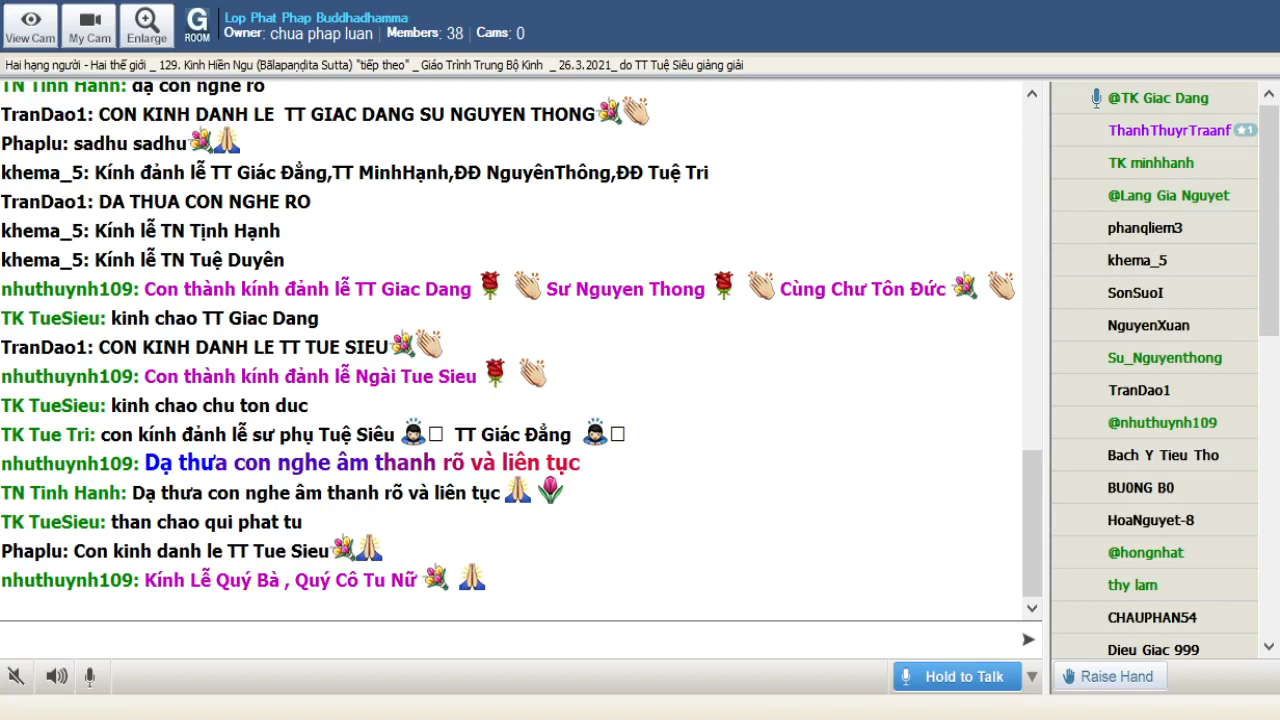 View Cam
My Cam
Enlarge
G
ROOM
Lop Phat Phap Buddhadhamma
Owner: chua phap luan | Members: 38 | Cams: 0
Hai hạng người - Hai thế giới _ 129. Kinh Hiền Ngu (Bālapaṇḍita Sutta) "tiếp theo" _ Giáo Trình Trung Bộ Kinh _ 26.3.2021_ do TT Tuệ Siêu giảng giải
TN Tinh Hanh: dạ con nghe rõ
TranDao1: CON KINH DANH LE TT GIAC DANG SU NGUYEN THONG💐👏
Phaplu: sadhu sadhu💐🙏
khema_5: Kính đảnh lễ TT Giác Đẳng,TT MinhHạnh,ĐĐ NguyênThông,ĐĐ Tuệ Tri
TranDao1: DA THUA CON NGHE RO
khema_5: Kính lễ TN Tịnh Hạnh
khema_5: Kính lễ TN Tuệ Duyên
nhuthuynh109: Con thành kính đảnh lễ TT Giac Dang 🌹 👏 Sư Nguyen Thong 🌹 👏 Cùng Chư Tôn Đức 💐 👏
TK TueSieu: kinh chao TT Giac Dang
TranDao1: CON KINH DANH LE TT TUE SIEU💐👏
nhuthuynh109: Con thành kính đảnh lễ Ngài Tue Sieu 🌹 👏
TK TueSieu: kinh chao chu ton duc
TK Tue Tri: con kính đảnh lễ sư phụ Tuệ Siêu 🙇□ TT Giác Đẳng 🙇□
nhuthuynh109: Dạ thưa con nghe âm thanh rõ và liên tục
TN Tinh Hanh: Dạ thưa con nghe âm thanh rõ và liên tục 🙏 🌷
TK TueSieu: than chao qui phat tu
Phaplu: Con kinh danh le TT Tue Sieu💐🙏
nhuthuynh109: Kính Lễ Quý Bà , Quý Cô Tu Nữ 💐 🙏
Hold to Talk
@TK Giac Dang
ThanhThuyrTraanf ★1
TK minhhanh
@Lang Gia Nguyet
phanqliem3
khema_5
SonSuoI
NguyenXuan
Su_Nguyenthong
TranDao1
@nhuthuynh109
Bach Y Tieu Tho
BU0NG B0
HoaNguyet-8
@hongnhat
thy lam
CHAUPHAN54
Dieu Giac 999
Raise Hand